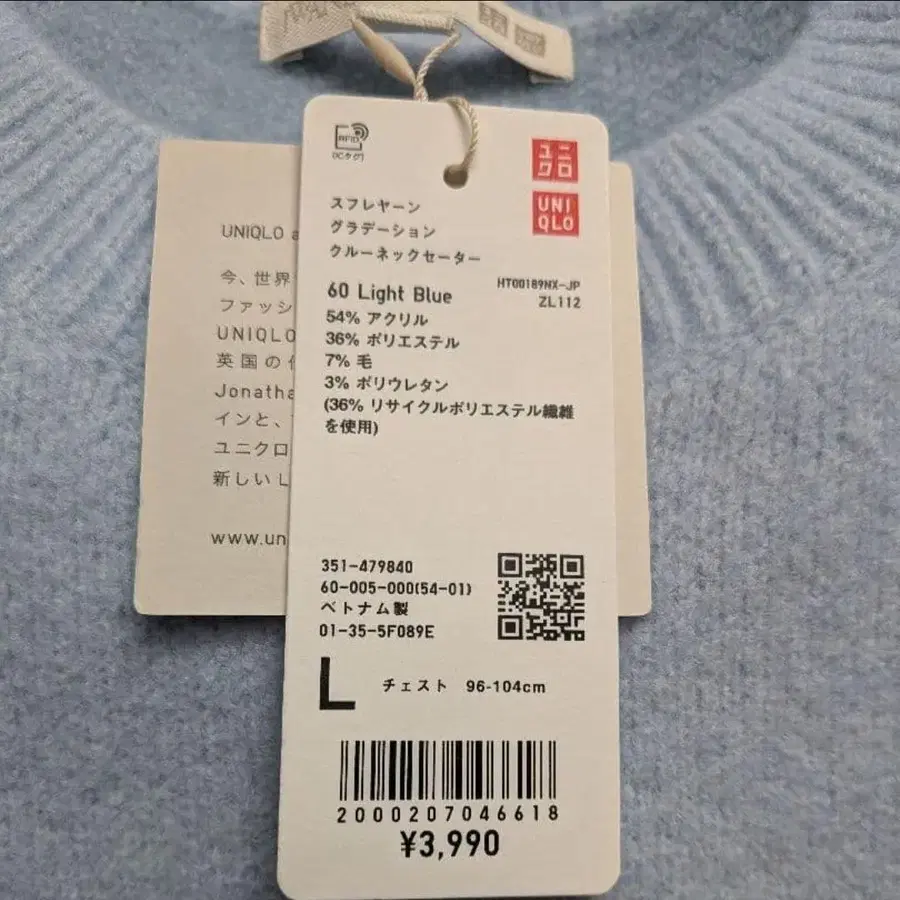 RFID
(ICタグ)
ユニ
クロ
UNI
QLO
スフレヤーン
グラデーション
クルーネックセーター
HT00189NX-JP
ZL112
60 Light Blue
54% アクリル
36% ポリエステル
7% 毛
3% ポリウレタン
(36% リサイクルポリエステル繊維
を使用)
351-479840
60-005-000(54-01)
ベトナム製
01-35-5F089E
L チェスト 96-104cm
2000207046618
¥3,990
UNIQLO a
今、世界
ファッシ
UNIQLO
英国の
Jonatha
インと、
ユニクロ
新しい L
www.un